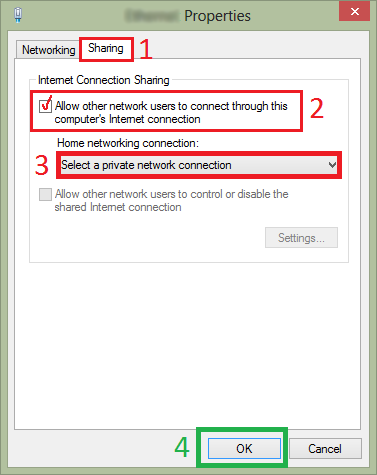 Properties
Networking
Sharing
1
Internet Connection Sharing
Allow other network users to connect through this
computer's Internet connection
2
Home networking connection:
3
Select a private network connection
Allow other network users to control or disable the
shared Internet connection
Settings...
4
OK
Cancel